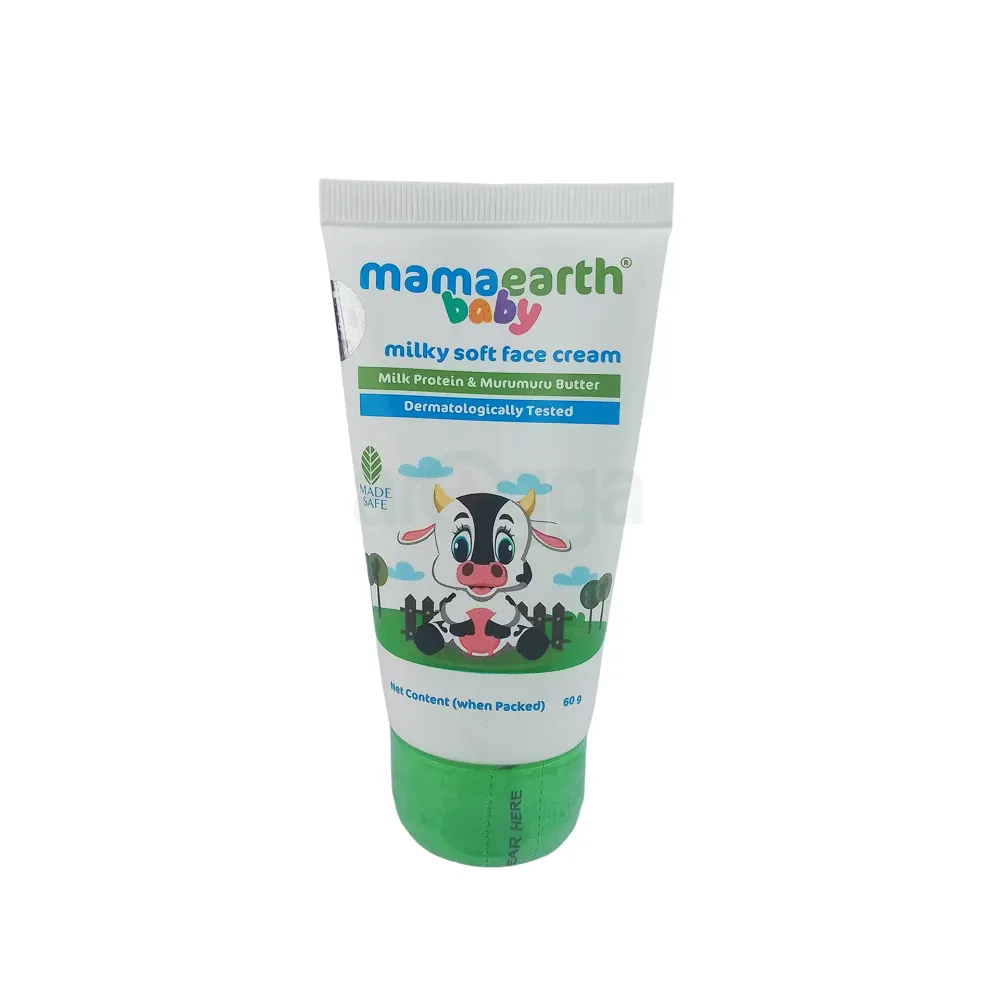 mamaearth®
baby
milky soft face cream
Milk Protein & Murumuru Butter
Dermatologically Tested
MADE
SAFE
Net Content (when Packed) 60 g
EAR HERE